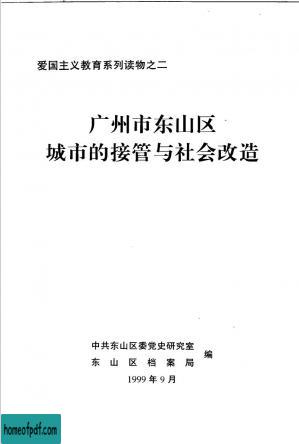 爱国主义教育系列读物之二
广州市东山区
城市的接管与社会改造
中共东山区委党史研究室
东山区档案局
编
1999年9月
homeofpdf.com